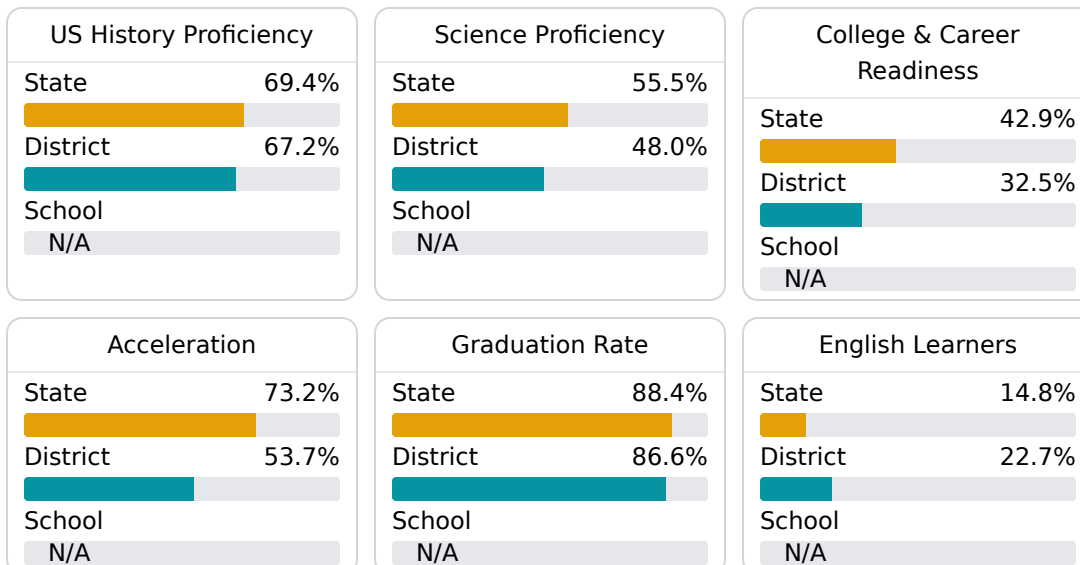 US History Proficiency
State 69.4%
District 67.2%
School
N/A
Science Proficiency
State 55.5%
District 48.0%
School
N/A
College & Career
Readiness
State 42.9%
District 32.5%
School
N/A
Acceleration
State 73.2%
District 53.7%
School
N/A
Graduation Rate
State 88.4%
District 86.6%
School
N/A
English Learners
State 14.8%
District 22.7%
School
N/A